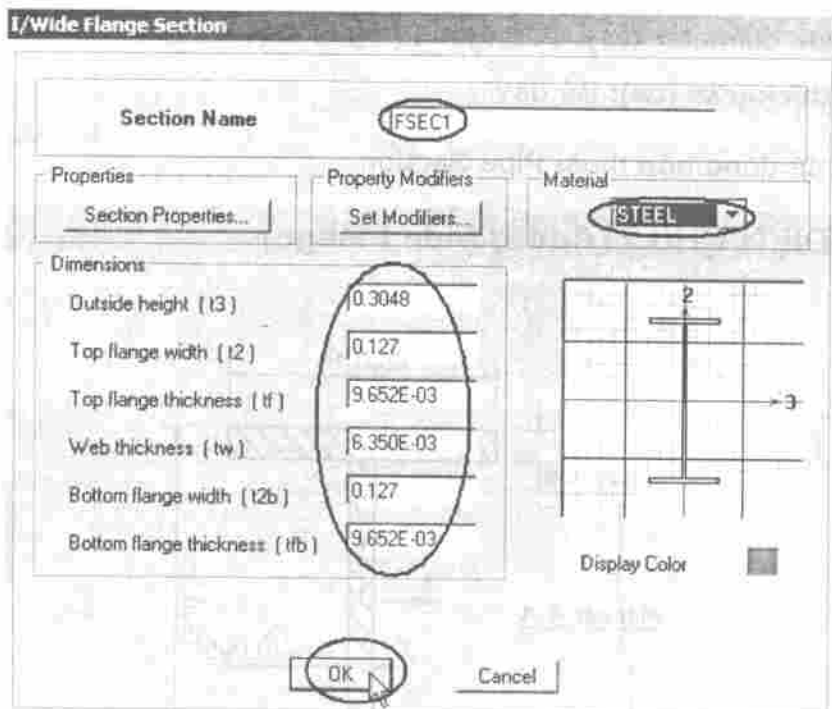 I/Wide Flange Section
Section Name FSEC1
Properties
Property Modifiers
Material
Section Properties...
Set Modifiers...
STEEL
Dimensions
Outside height ( t3 ) 0.3048
Top flange width ( t2 ) 0.127
Top flange thickness ( tf ) 9.652E-03
Web thickness ( tw ) 6.350E-03
Bottom flange width ( t2b ) 0.127
Bottom flange thickness ( tfb ) 9.652E-03
2
3
Display Color
OK
Cancel